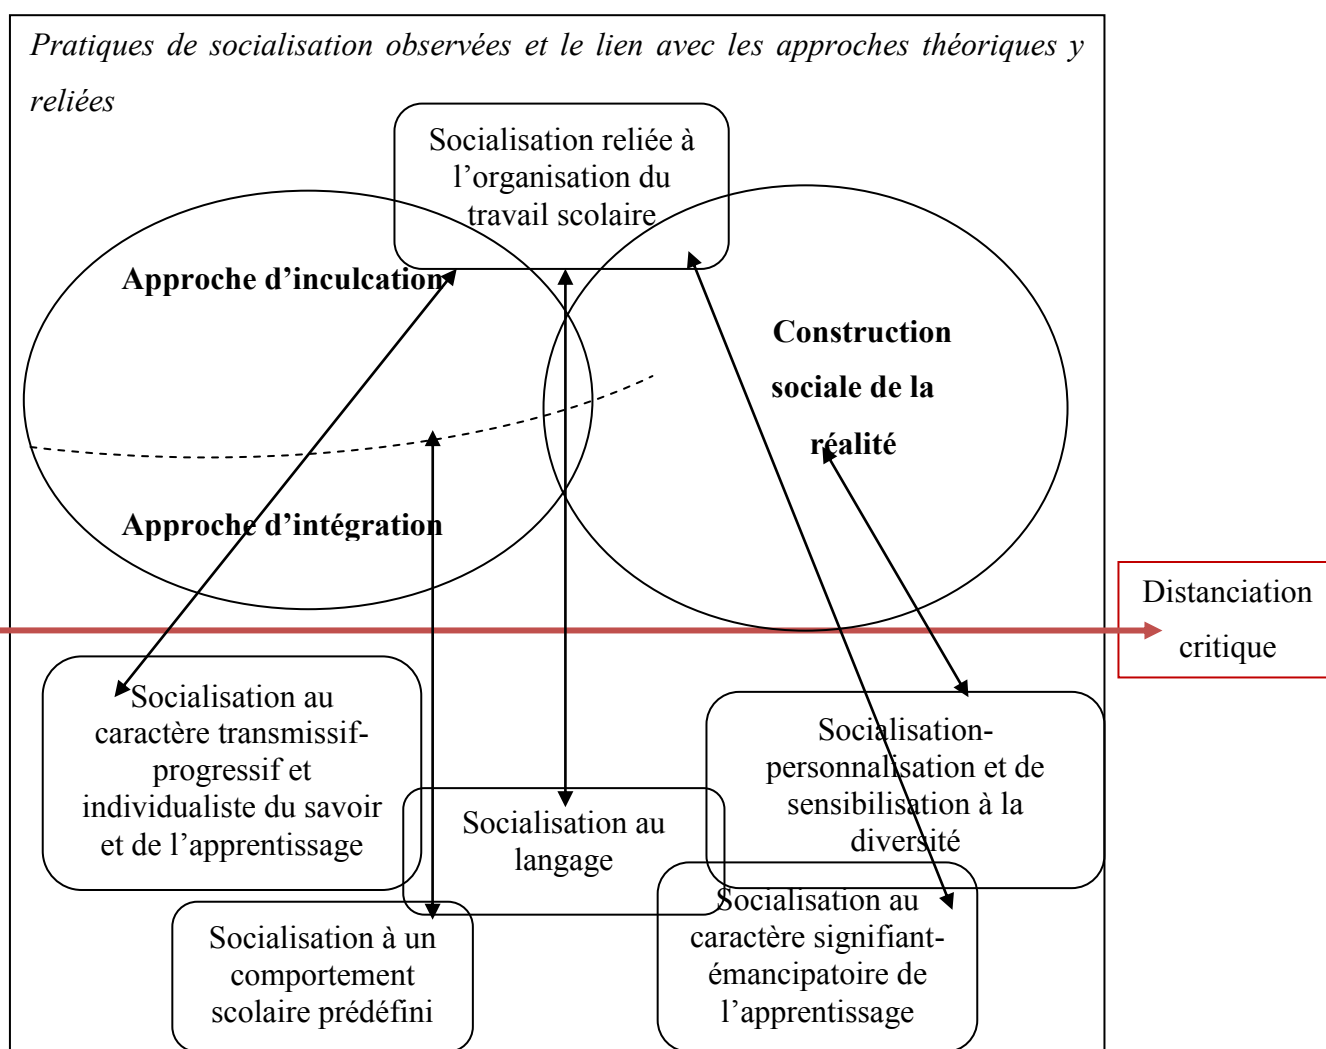 Pratiques de socialisation observées et le lien avec les approches théoriques y
reliées
Socialisation reliée à
l’organisation du
travail scolaire
Approche d’inculcation
Construction
sociale de la
réalité
Approche d’intégration
Distanciation
critique
Socialisation au
caractère transmissif-
progressif et
individualiste du savoir
et de l’apprentissage
Socialisation-
personnalisation et de
sensibilisation à la
diversité
Socialisation au
langage
Socialisation à un
comportement
scolaire prédéfini
Socialisation au
caractère signifiant-
émancipatoire de
l’apprentissage